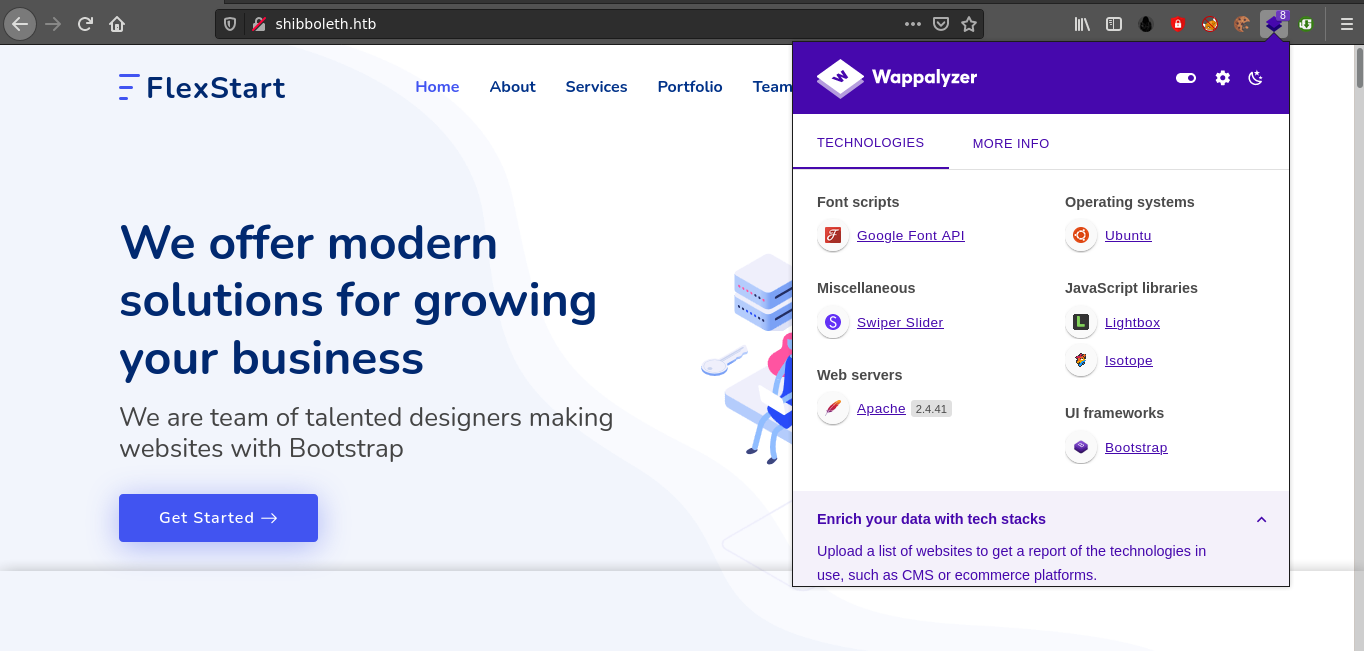 shibboleth.htb
8
FlexStart
Home About Services Portfolio Team
We offer modern
solutions for growing
your business
We are team of talented designers making
websites with Bootstrap
Get Started →
W Wappalyzer
TECHNOLOGIES MORE INFO
Font scripts
Google Font API
Miscellaneous
Swiper Slider
Web servers
Apache 2.4.41
Operating systems
Ubuntu
JavaScript libraries
Lightbox
Isotope
UI frameworks
Bootstrap
Enrich your data with tech stacks
Upload a list of websites to get a report of the technologies in
use, such as CMS or ecommerce platforms.